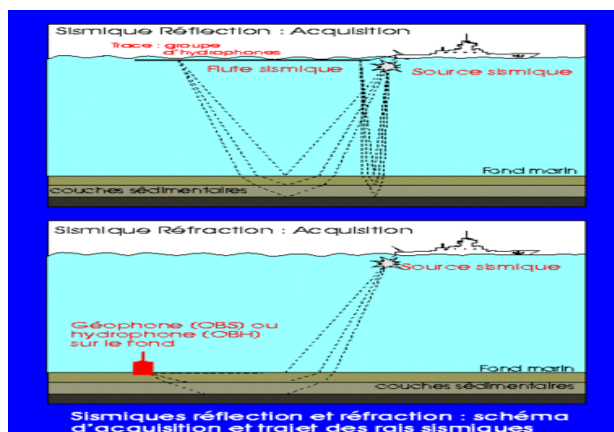 Sismique Réflection : Acquisition
Trace : groupe
d'hydrophones
Flute sismique
Source sismique
Fond marin
couches sédimentaires
Sismique Réfraction : Acquisition
Source sismique
Géophone (OBS) ou
hydrophone (OBH)
sur le fond
Fond marin
couches sédimentaires
Sismiques réflection et réfraction : schéma
d'acquisition et trajet des rais sismiques